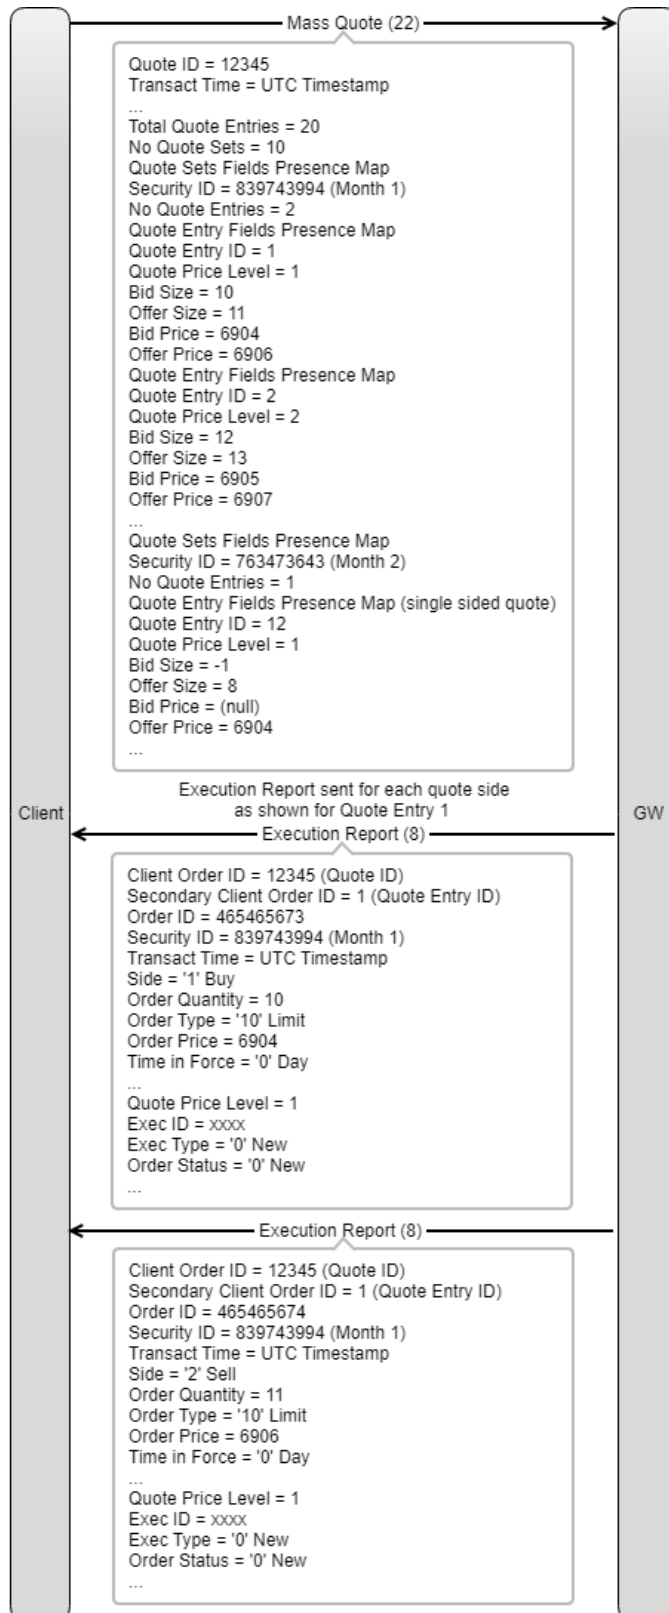 Mass Quote (22)
Quote ID = 12345
Transact Time = UTC Timestamp
...
Total Quote Entries = 20
No Quote Sets = 10
Quote Sets Fields Presence Map
Security ID = 839743994 (Month 1)
No Quote Entries = 2
Quote Entry Fields Presence Map
Quote Entry ID = 1
Quote Price Level = 1
Bid Size = 10
Offer Size = 11
Bid Price = 6904
Offer Price = 6906
Quote Entry Fields Presence Map
Quote Entry ID = 2
Quote Price Level = 2
Bid Size = 12
Offer Size = 13
Bid Price = 6905
Offer Price = 6907
...
Quote Sets Fields Presence Map
Security ID = 763473643 (Month 2)
No Quote Entries = 1
Quote Entry Fields Presence Map (single sided quote)
Quote Entry ID = 12
Quote Price Level = 1
Bid Size = -1
Offer Size = 8
Bid Price = (null)
Offer Price = 6904
...
Client
GW
Execution Report sent for each quote side
as shown for Quote Entry 1
Execution Report (8)
Client Order ID = 12345 (Quote ID)
Secondary Client Order ID = 1 (Quote Entry ID)
Order ID = 465465673
Security ID = 839743994 (Month 1)
Transact Time = UTC Timestamp
Side = '1' Buy
Order Quantity = 10
Order Type = '10' Limit
Order Price = 6904
Time in Force = '0' Day
...
Quote Price Level = 1
Exec ID = xxxx
Exec Type = '0' New
Order Status = '0' New
...
Execution Report (8)
Client Order ID = 12345 (Quote ID)
Secondary Client Order ID = 1 (Quote Entry ID)
Order ID = 465465674
Security ID = 839743994 (Month 1)
Transact Time = UTC Timestamp
Side = '2' Sell
Order Quantity = 11
Order Type = '10' Limit
Order Price = 6906
Time in Force = '0' Day
...
Quote Price Level = 1
Exec ID = xxxx
Exec Type = '0' New
Order Status = '0' New
...